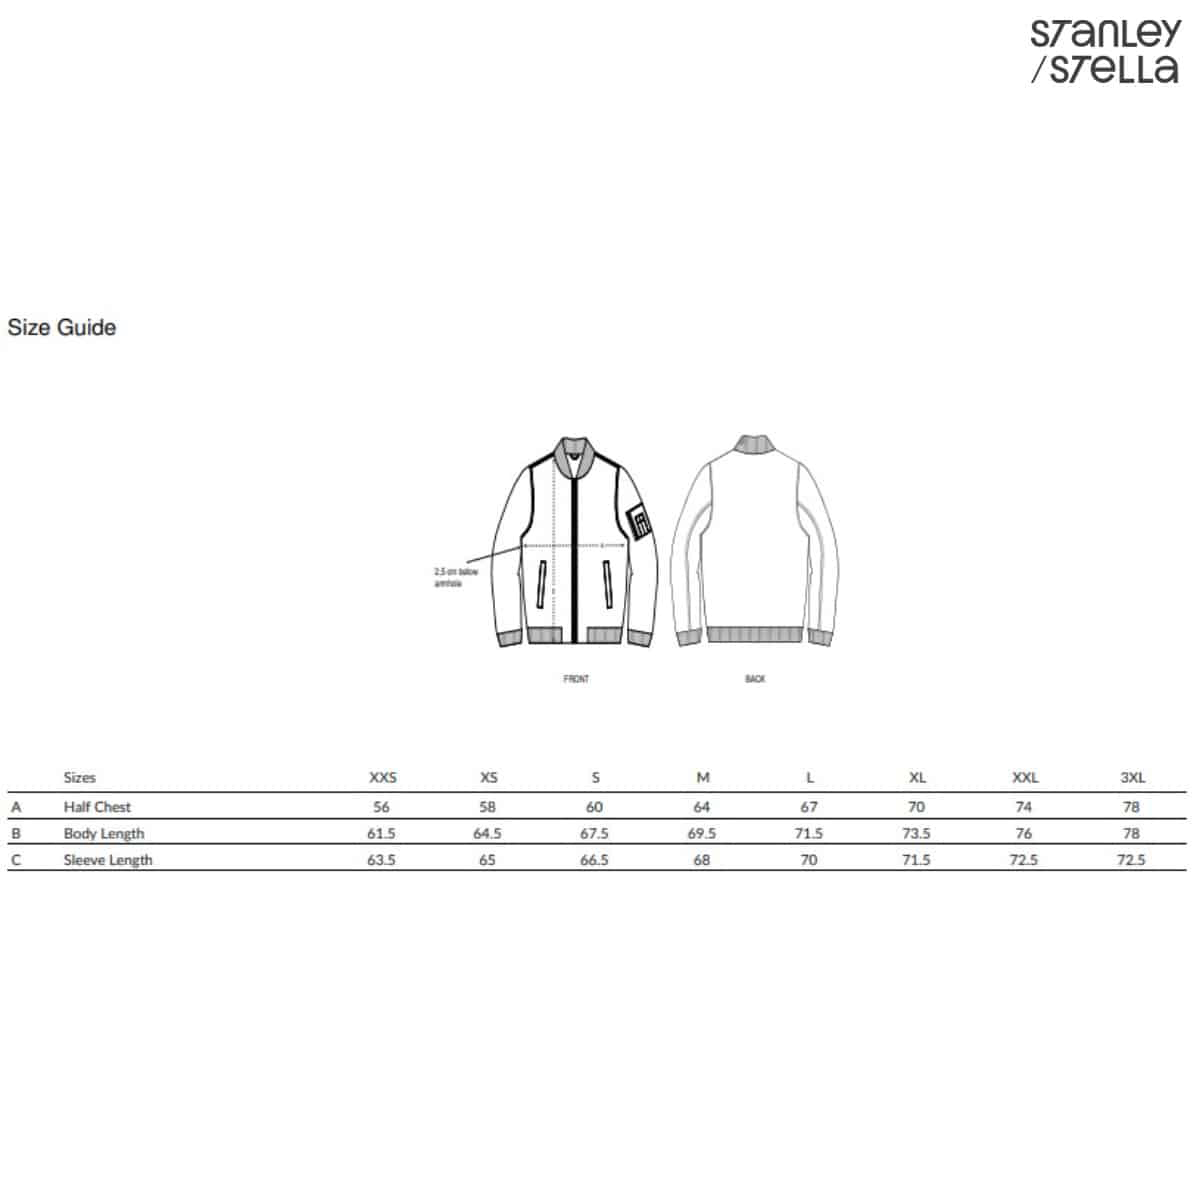 STANLEY
/STELLA
Size Guide
2.5 cm below
armhole
FRONT
BACK
Sizes XXS XS S M L XL XXL 3XL
A Half Chest 56 58 60 64 67 70 74 78
B Body Length 61.5 64.5 67.5 69.5 71.5 73.5 76 78
C Sleeve Length 63.5 65 66.5 68 70 71.5 72.5 72.5